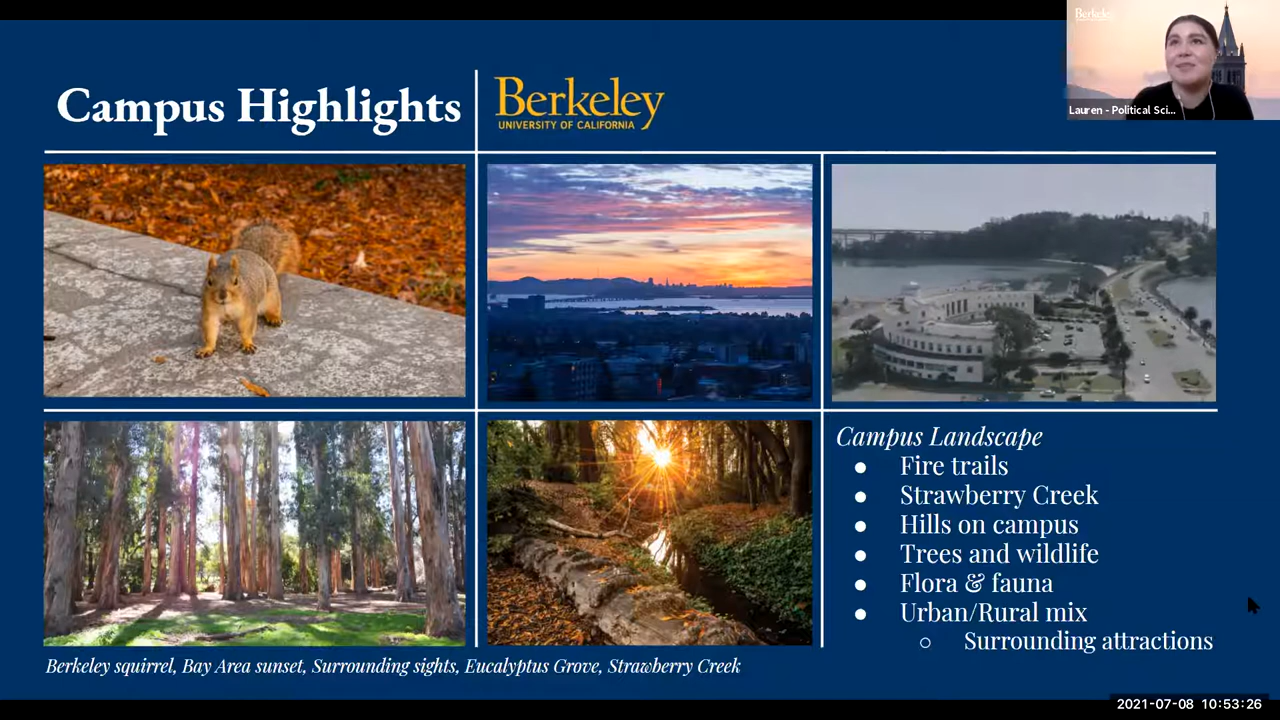 Berkeley
Lauren - Political Sci...
Campus Highlights
Berkeley
UNIVERSITY OF CALIFORNIA
Campus Landscape
● Fire trails
● Strawberry Creek
● Hills on campus
● Trees and wildlife
● Flora & fauna
● Urban/Rural mix
○ Surrounding attractions
Berkeley squirrel, Bay Area sunset, Surrounding sights, Eucalyptus Grove, Strawberry Creek
2021-07-08 10:53:26